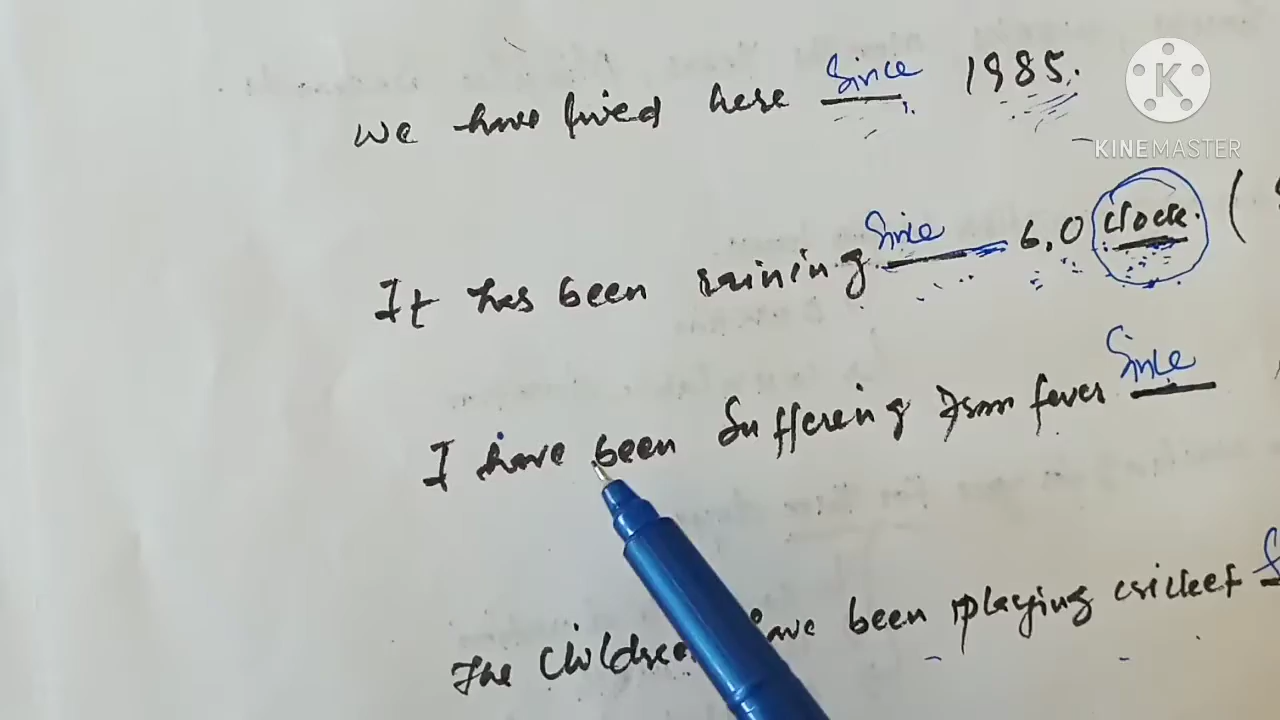 We have lived here Since 1985.
It has been raining Since 6.0 clock. (
I have been Suffering from fever Since
The Children have been playing cricket
K
KINEMASTER